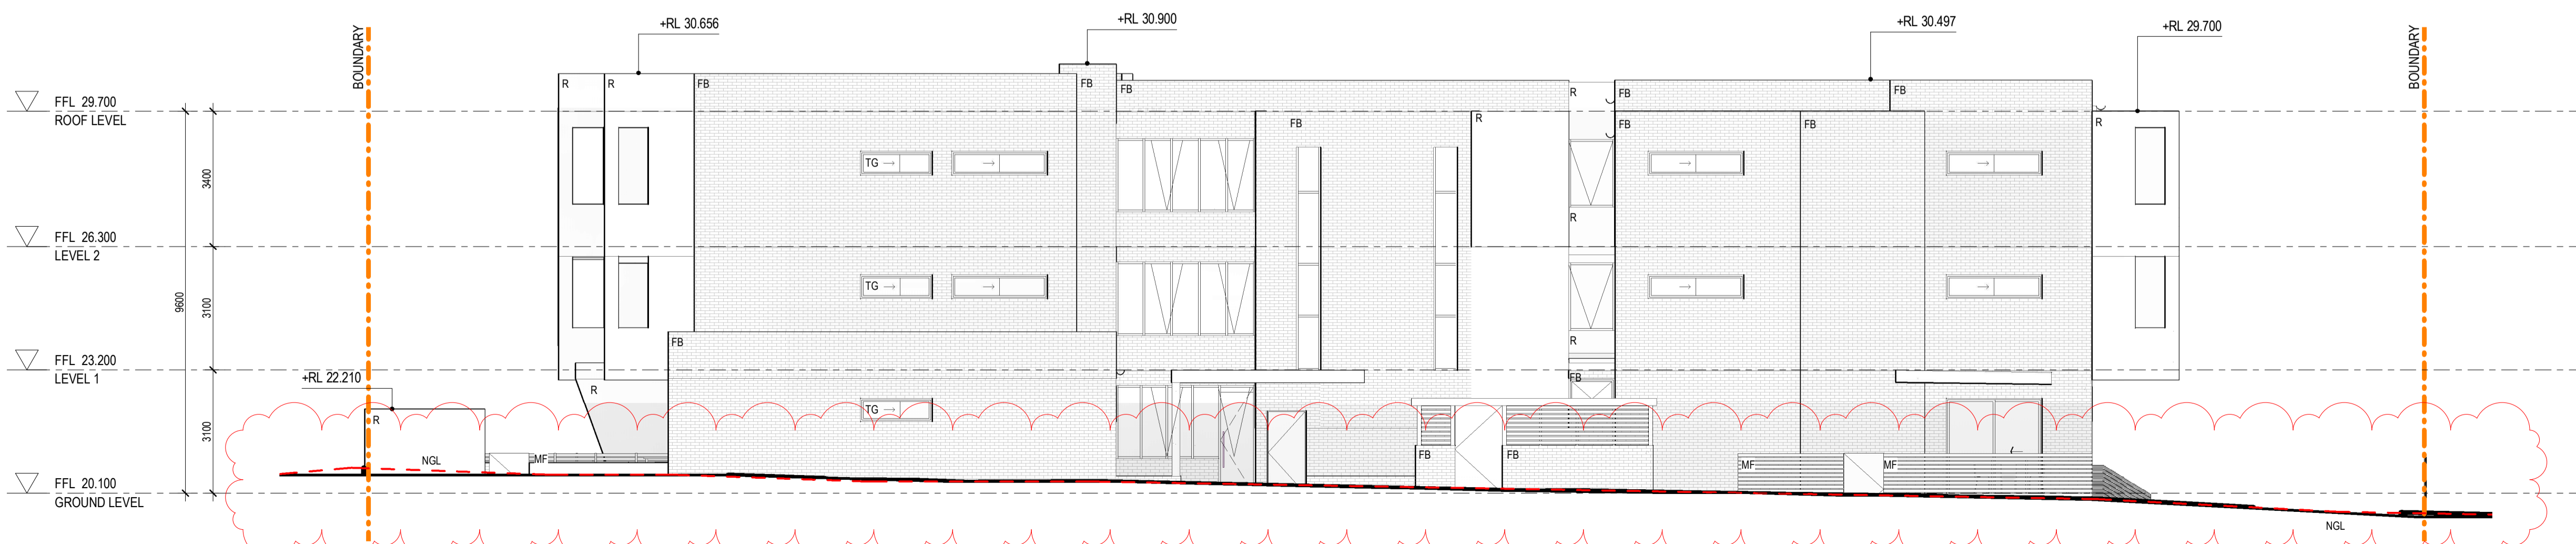 +RL 30.656
+RL 30.900
+RL 30.497
+RL 29.700
BOUNDARY
BOUNDARY
R
R
FB
FB
FB
R
FB
FB
FFL 29.700
ROOF LEVEL
FB
R
FB
FB
R
TG
3400
R
FFL 26.300
LEVEL 2
TG
9600
3100
R
FB
FFL 23.200
LEVEL 1
+RL 22.210
R
FB
TG
R
3100
NGL
MF
FB
FB
MF
MF
FFL 20.100
GROUND LEVEL
NGL